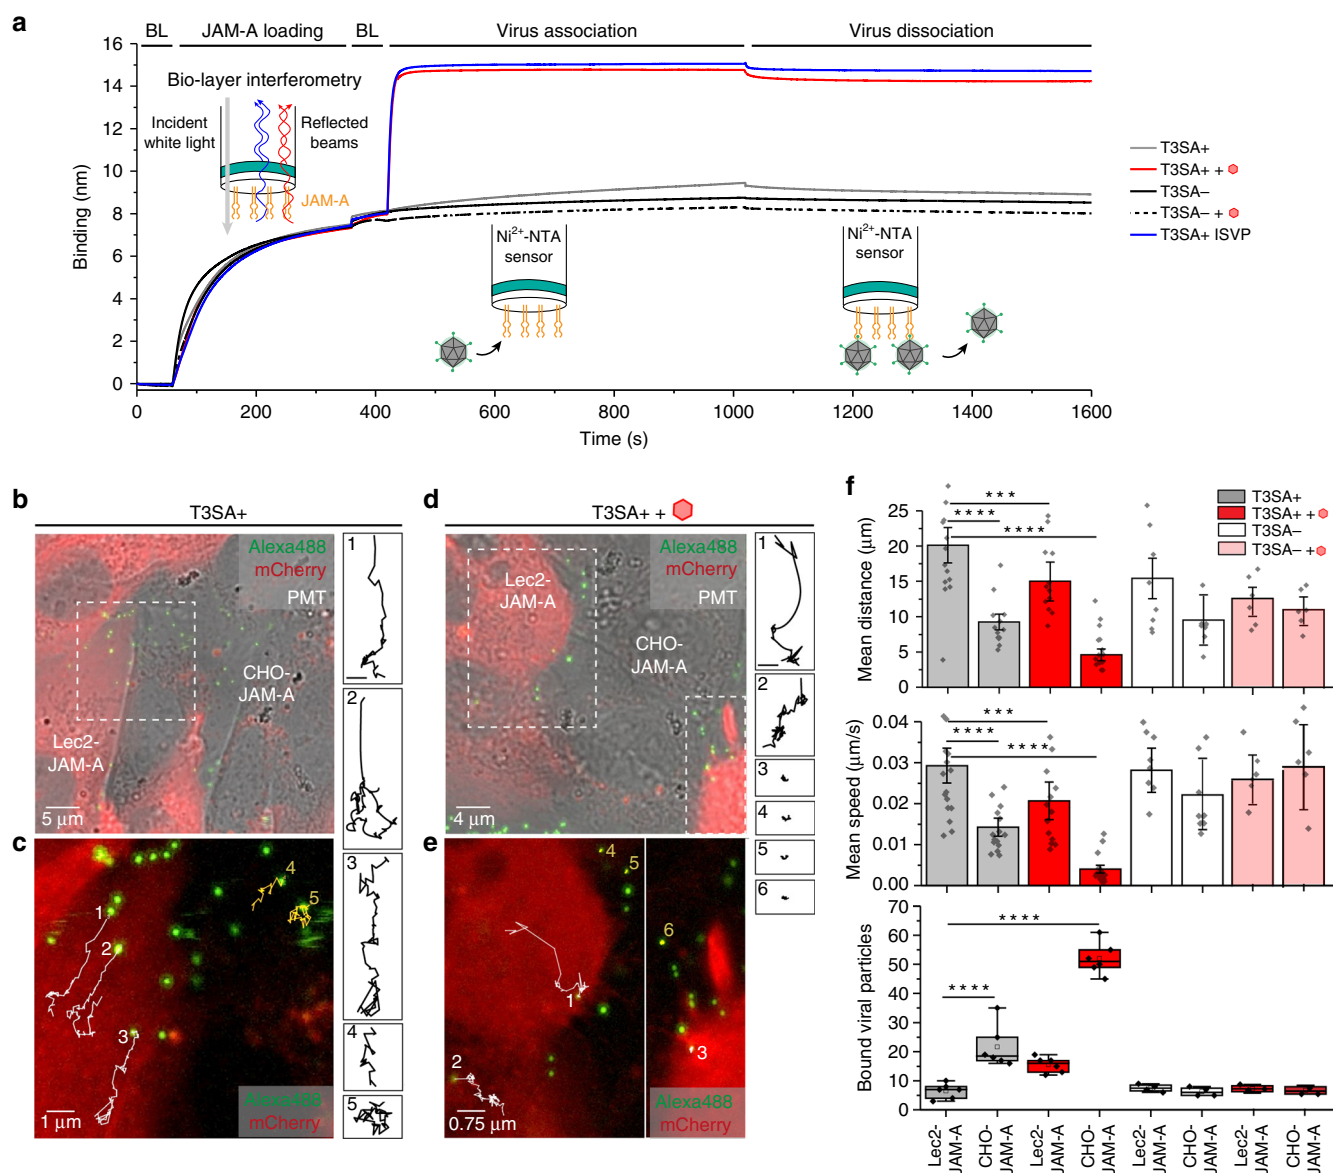 a
BL
JAM-A loading
BL
Virus association
Virus dissociation
16
14
12
10
8
6
4
2
0
Binding (nm)
0
200
400
600
800
1000
1200
1400
1600
Time (s)
Bio-layer interferometry
Incident
white light
Reflected
beams
JAM-A
Ni2+-NTA
sensor
Ni2+-NTA
sensor
T3SA+
T3SA+ +
T3SA−
T3SA− +
T3SA+ ISVP
b
T3SA+
Alexa488
mCherry
PMT
CHO-
JAM-A
Lec2-
JAM-A
5 μm
1
2
3
4
5
c
1
2
3
4
5
1 μm
Alexa488
mCherry
d
T3SA+ +
Lec2-
JAM-A
Alexa488
mCherry
PMT
CHO-
JAM-A
4 μm
1
2
3
4
5
6
e
4
5
6
1
2
3
0.75 μm
Alexa488
mCherry
f
T3SA+
T3SA+ +
T3SA−
T3SA− +
25
20
15
10
5
0
Mean distance (μm)
***
****
****
0.04
0.03
0.02
0.01
0.00
Mean speed (μm/s)
***
****
****
70
60
50
40
30
20
10
0
Bound viral particles
****
****
Lec2-
JAM-A
CHO-
JAM-A
Lec2-
JAM-A
CHO-
JAM-A
Lec2-
JAM-A
CHO-
JAM-A
Lec2-
JAM-A
CHO-
JAM-A